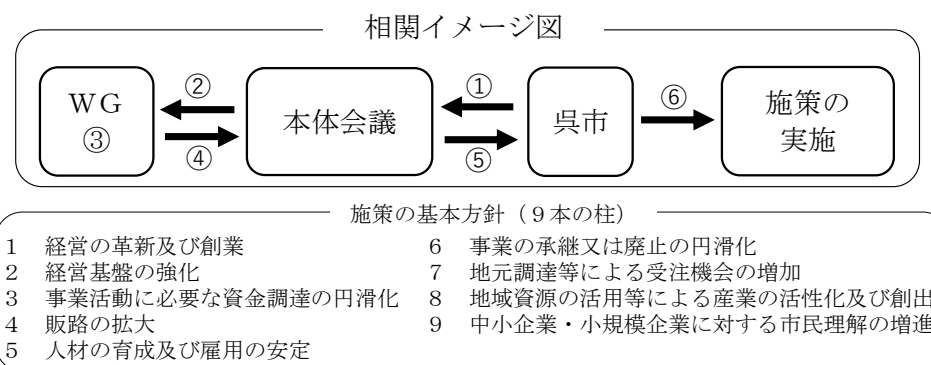 相関イメージ図
② ①
WG 本体会議 呉市 ⑥ 施策の
③ 実施
④ ⑤
施策の基本方針(9本の柱)
1 経営の革新及び創業
2 経営基盤の強化
3 事業活動に必要な資金調達の円滑化
4 販路の拡大
5 人材の育成及び雇用の安定
6 事業の承継又は廃止の円滑化
7 地元調達等による受注機会の増加
8 地域資源の活用等による産業の活性化及び創出
9 中小企業・小規模企業に対する市民理解の増進